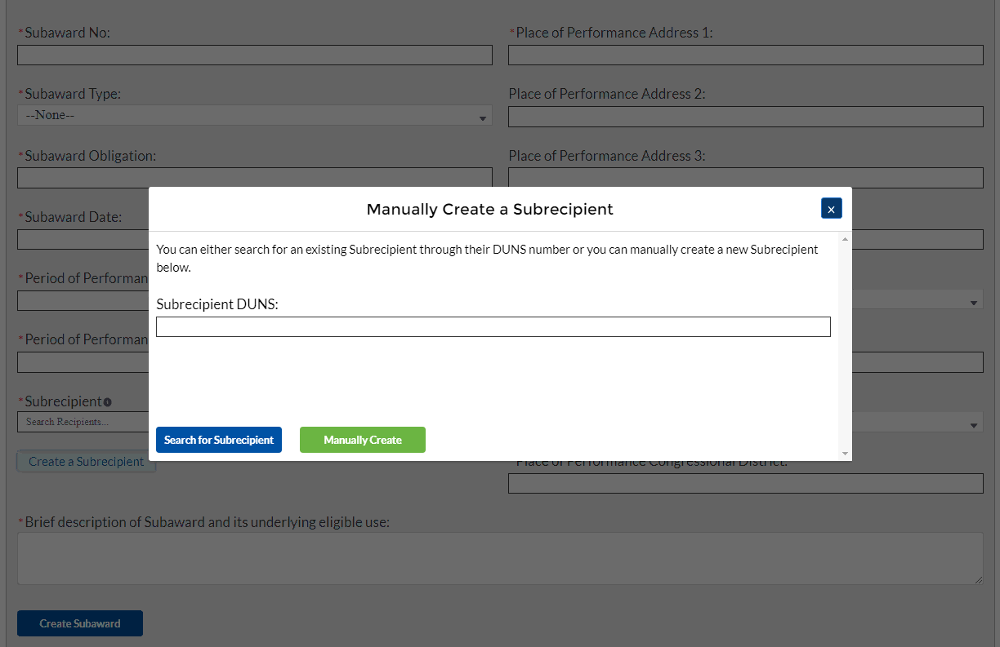 *Subaward No:
*Place of Performance Address 1:
*Subaward Type:
--None--
Place of Performance Address 2:
*Subaward Obligation:
Place of Performance Address 3:
*Subaward Date:
*Period of Performan
*Period of Performan
*Subrecipient
Search Recipients...
Create a Subrecipient
Manually Create a Subrecipient
x
You can either search for an existing Subrecipient through their DUNS number or you can manually create a new Subrecipient
below.
Subrecipient DUNS:
Search for Subrecipient
Manually Create
Place of Performance Congressional District:
*Brief description of Subaward and its underlying eligible use:
Create Subaward